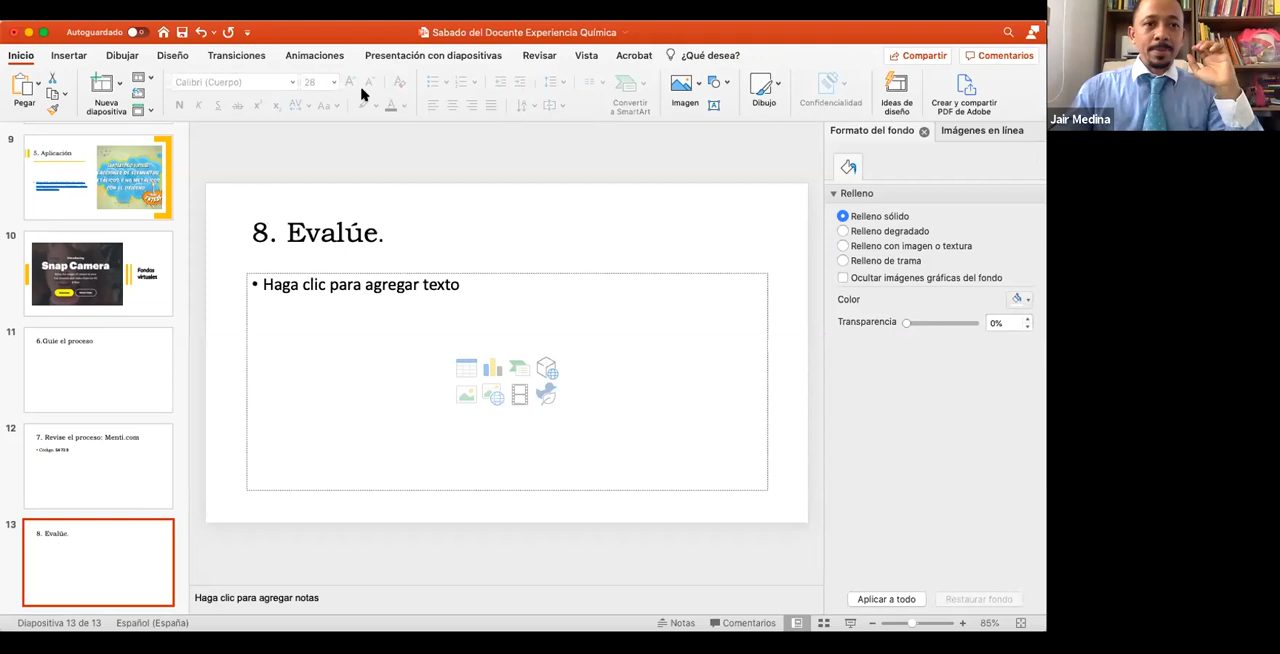 Autoguardado
Sabado del Docente Experiencia Química
Inicio Insertar Dibujar Diseño Transiciones Animaciones Presentación con diapositivas Revisar Vista Acrobat ¿Qué desea?
Compartir Comentarios
Pegar
Nueva diapositiva
Calibri (Cuerpo) 28
N K S ab x² x₂ AV Aa A
Convertir a SmartArt
Imagen
Dibujo
Confidencialidad
Ideas de diseño
Crear y compartir PDF de Adobe
Jair Medina
9
5. Aplicación
10
Snap Camera
Fondos virtuales
11
6.Guie el proceso
12
7. Revise el proceso: Menti.com
13
8. Evalúe.
8. Evalúe.
• Haga clic para agregar texto
Haga clic para agregar notas
Formato del fondo Imágenes en línea
Relleno
Relleno sólido
Relleno degradado
Relleno con imagen o textura
Relleno de trama
Ocultar imágenes gráficas del fondo
Color
Transparencia 0%
Aplicar a todo Restaurar fondo
Diapositiva 13 de 13 Español (España) Notas Comentarios 85%